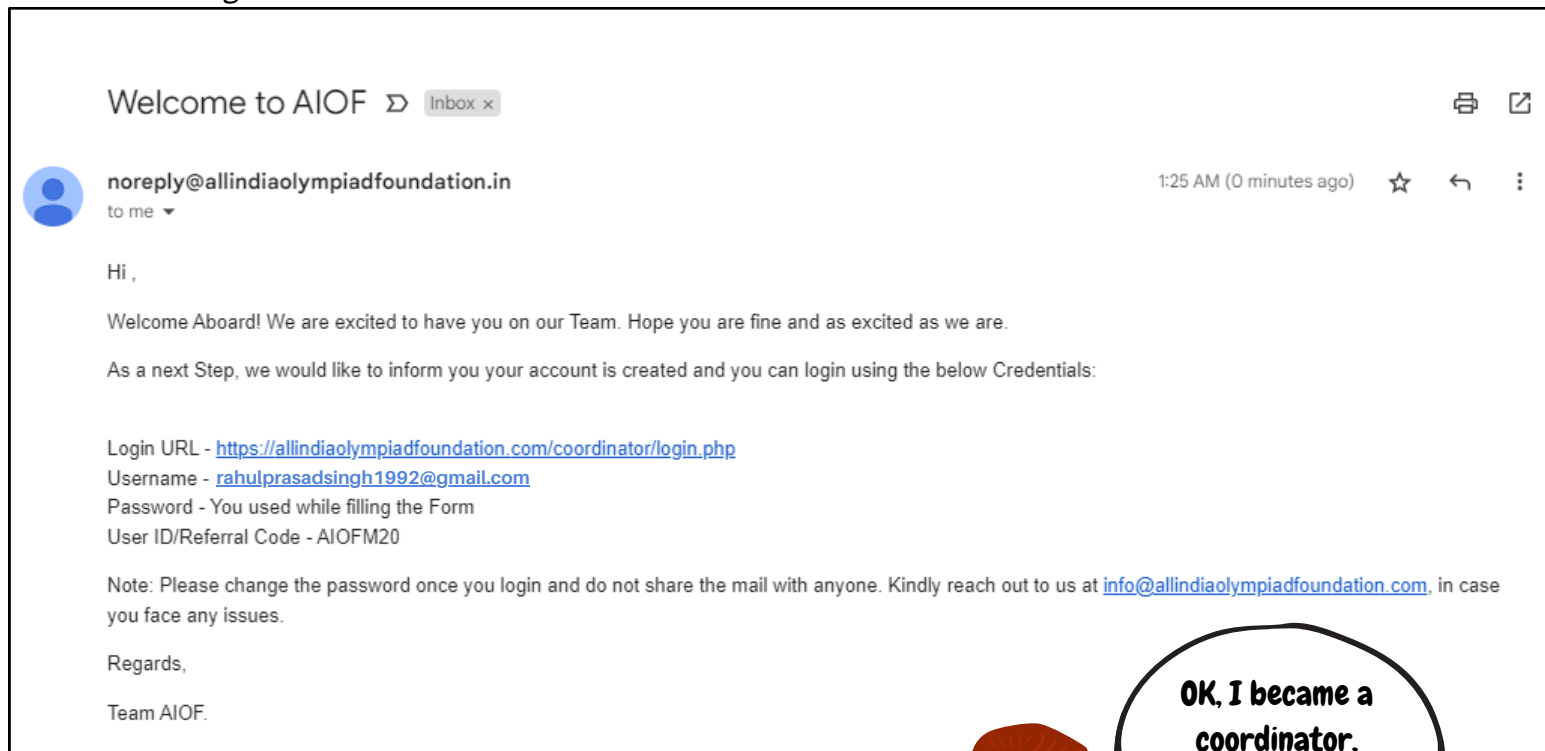 Welcome to AIOF
Inbox x
noreply@allindiaolympiadfoundation.in
1:25 AM (0 minutes ago)
to me
Hi ,
Welcome Aboard! We are excited to have you on our Team. Hope you are fine and as excited as we are.
As a next Step, we would like to inform you your account is created and you can login using the below Credentials:
Login URL - https://allindiaolympiadfoundation.com/coordinator/login.php
Username - rahulprasadsingh1992@gmail.com
Password - You used while filling the Form
User ID/Referral Code - AIOFM20
Note: Please change the password once you login and do not share the mail with anyone. Kindly reach out to us at info@allindiaolympiadfoundation.com, in case
you face any issues.
Regards,
Team AIOF.
OK, I became a
coordinator,